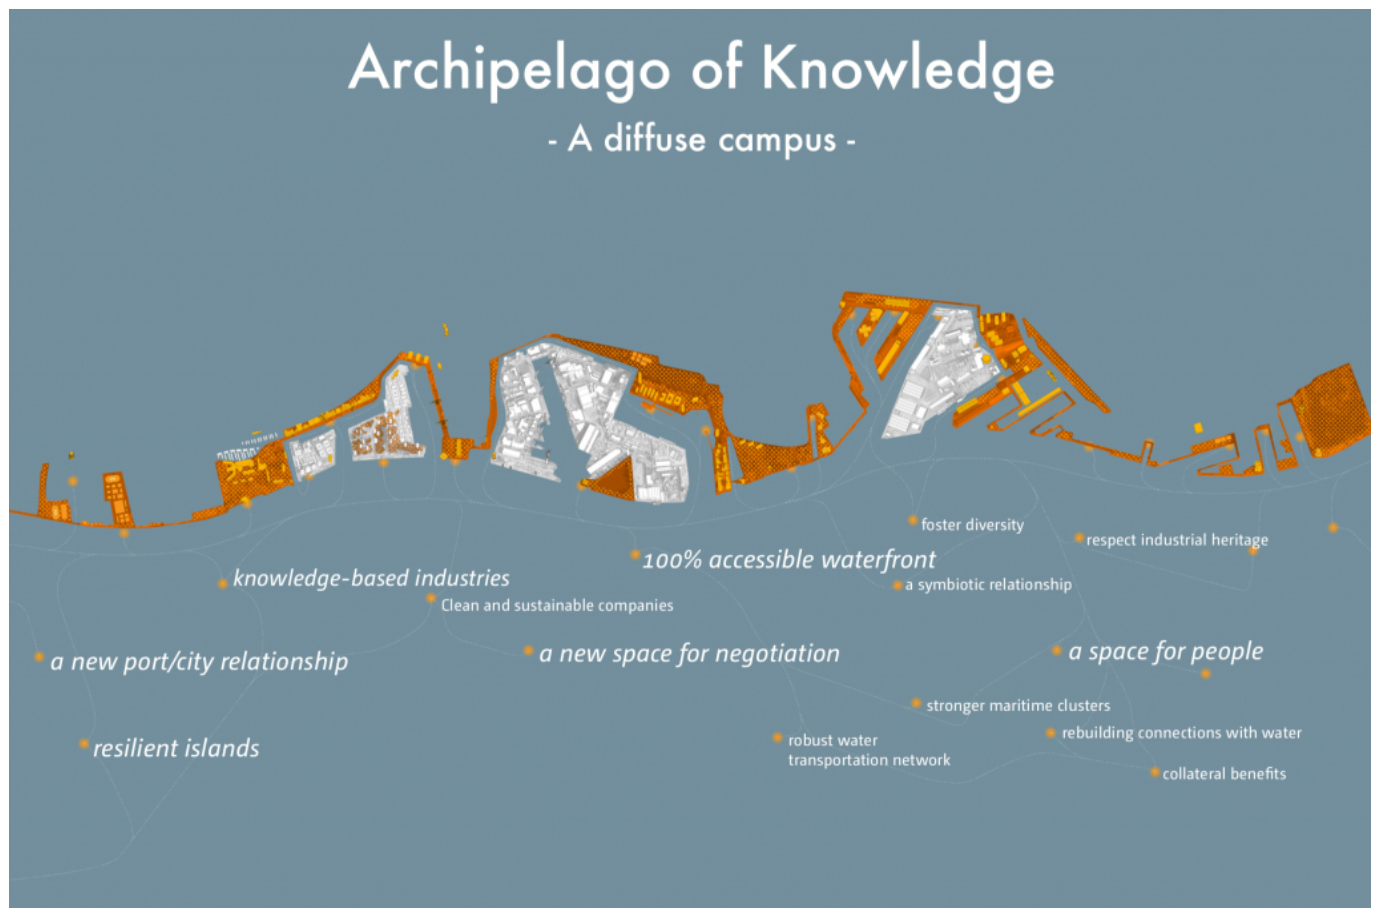 Archipelago of Knowledge
- A diffuse campus -
foster diversity
respect industrial heritage
100% accessible waterfront
knowledge-based industries
a symbiotic relationship
Clean and sustainable companies
a new port/city relationship
a new space for negotiation
a space for people
stronger maritime clusters
rebuilding connections with water
resilient islands
robust water
transportation network
collateral benefits